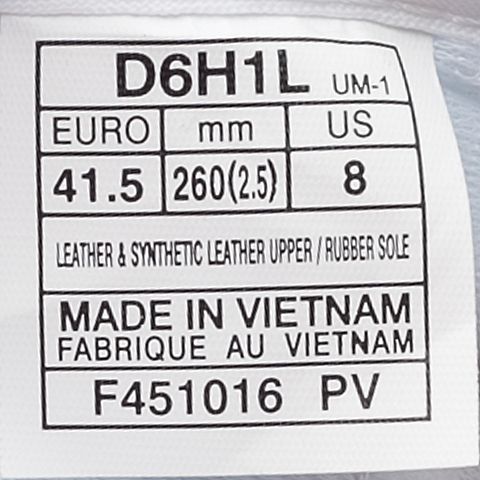 D6H1L UM-1
EURO mm US
41.5 260(2.5) 8
LEATHER & SYNTHETIC LEATHER UPPER / RUBBER SOLE
MADE IN VIETNAM
FABRIQUE AU VIETNAM
F451016 PV